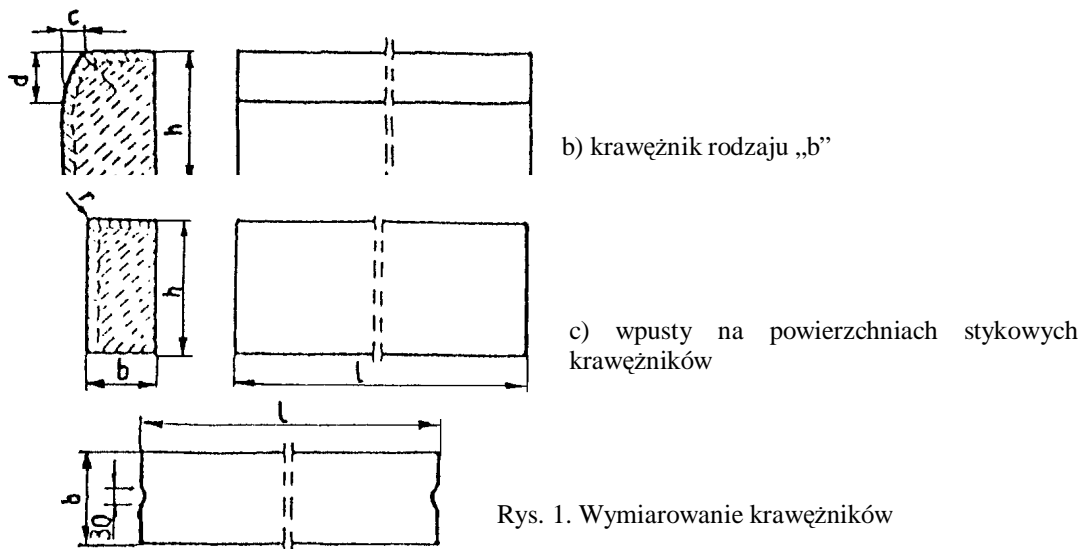 c
d
h
b) krawężnik rodzaju „b”
r
h
b
l
c) wpusty na powierzchniach stykowych
krawężników
l
b
30
Rys. 1. Wymiarowanie krawężników